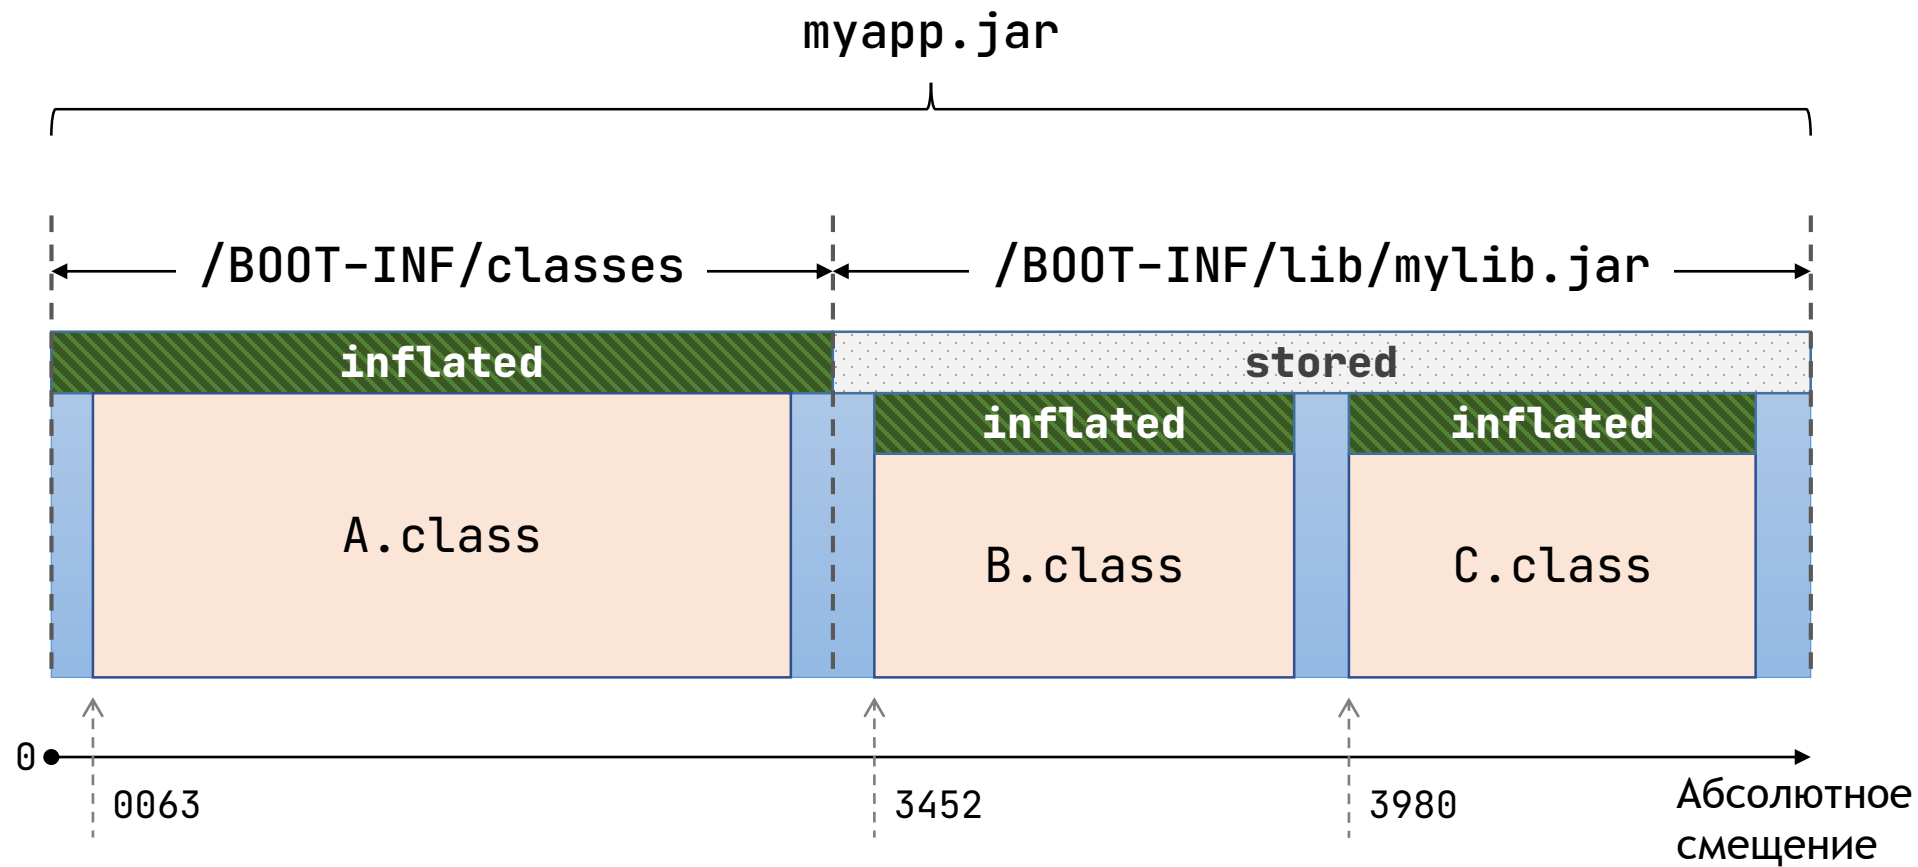 myapp.jar
/BOOT-INF/classes
/BOOT-INF/lib/mylib.jar
inflated
stored
inflated
inflated
A.class
B.class
C.class
0
0063
3452
3980
Абсолютное
смещение